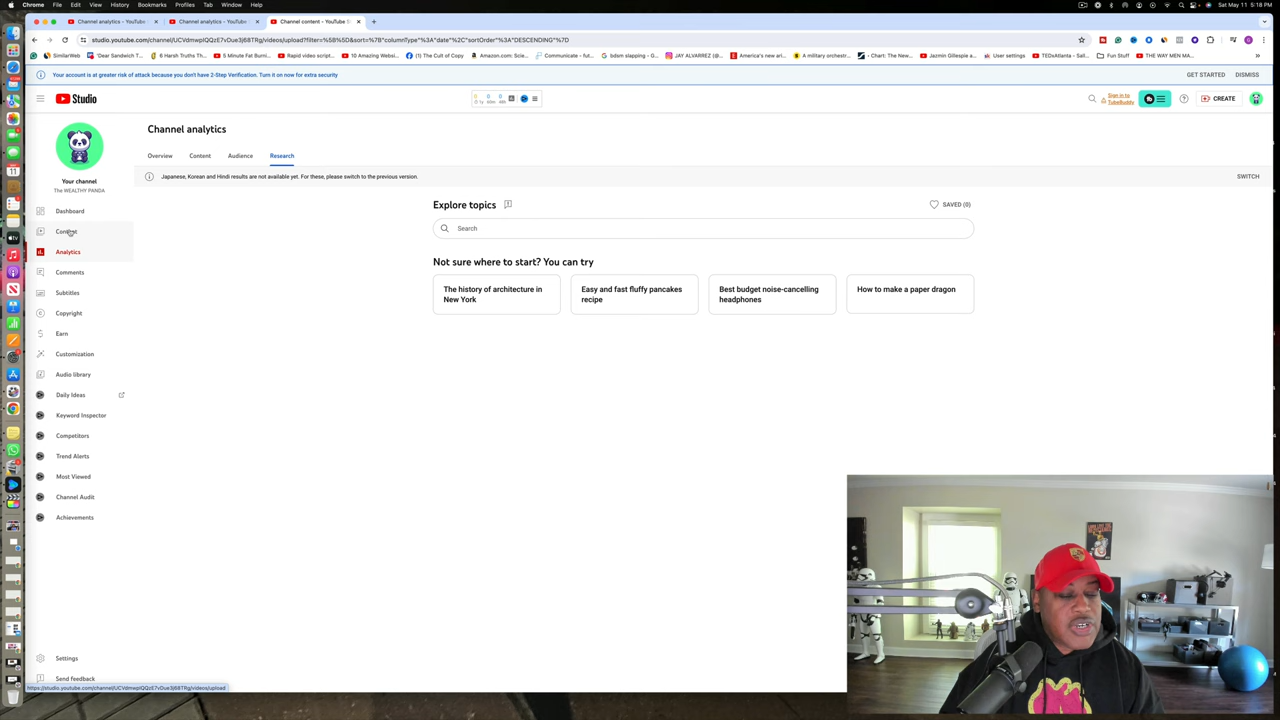 Chrome File Edit View History Bookmarks Profiles Tab Window Help
Sat May 11 5:18 PM
Channel analytics - YouTube
Channel analytics - YouTube
Channel content - YouTube S
studio.youtube.com/channel/UCVdmwpIQQzE7vDue3j68TRg/videos/upload?filter=%5B%5D&sort=%7B"columnType"%3A"date"%2C"sortOrder"%3A"DESCENDING"%7D
SimilarWeb
"Dear Sandwich T...
6 Harsh Truths Th...
5 Minute Fat Burni...
10 Amazing Websi...
(1) The Cult of Copy
Rapid video script...
Amazon.com: Scie...
Communicate - fut...
bdsm slapping - G...
JAY ALVARREZ (@...
America's new ari...
A military orchestr...
- Chart: The New...
Jazmin Gillespie a...
User settings
TEDxAtlanta - Sall...
Fun Stuff
THE WAY MEN MA...
Your account is at greater risk of attack because you don't have 2-Step Verification. Turn it on now for extra security
GET STARTED
DISMISS
Studio
Sign in to
TubeBuddy
CREATE
Your channel
The WEALTHY PANDA
Dashboard
Content
Analytics
Comments
Subtitles
Copyright
Earn
Customization
Audio library
Daily Ideas
Keyword Inspector
Competitors
Trend Alerts
Most Viewed
Channel Audit
Achievements
Settings
Send feedback
Channel analytics
Overview Content Audience Research
Japanese, Korean and Hindi results are not available yet. For these, please switch to the previous version.
SWITCH
Explore topics
SAVED (0)
Search
Not sure where to start? You can try
The history of architecture in
New York
Easy and fast fluffy pancakes
recipe
Best budget noise-cancelling
headphones
How to make a paper dragon
https://studio.youtube.com/channel/UCVdmwpIQQzE7vDue3j68TRg/videos/upload